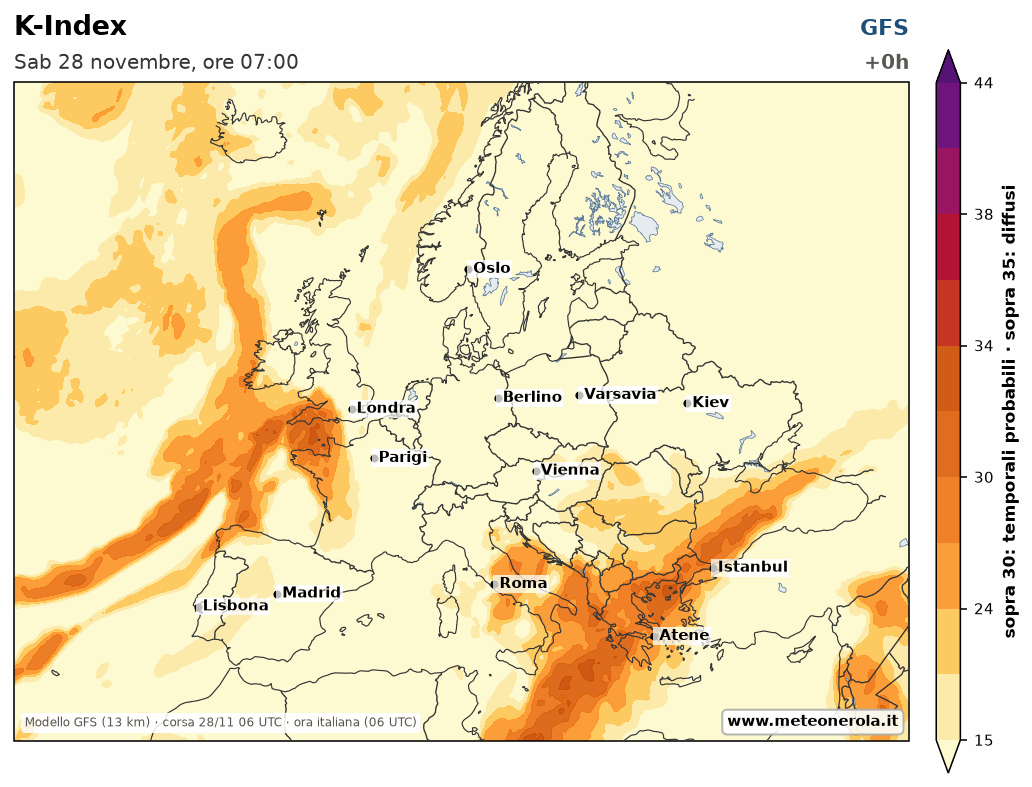 K-Index
GFS
Sab 28 novembre, ore 07:00
+0h
44
38
34
30
24
15
sopra 30: temporali probabili · sopra 35: diffusi
Oslo
Berlino
Varsavia
Kiev
Londra
Parigi
Vienna
Istanbul
Roma
Madrid
Lisbona
Atene
Modello GFS (13 km) · corsa 28/11 06 UTC · ora italiana (06 UTC)
www.meteonerola.it